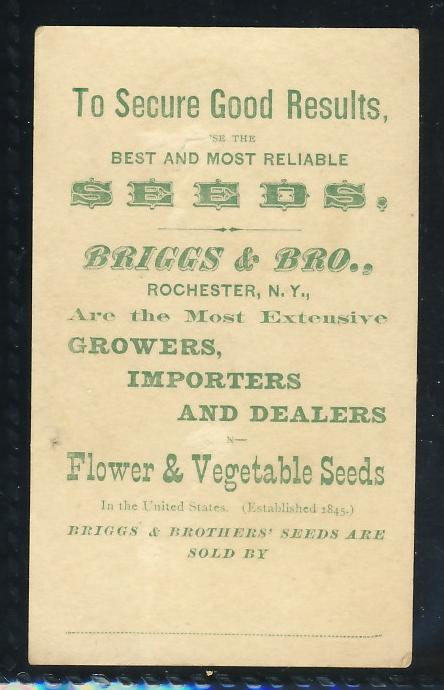 To Secure Good Results,
'SE THE
BEST AND MOST RELIABLE
SEEDS.
BRIGGS & BRO.,
ROCHESTER, N. Y.,
Are the Most Extensive
GROWERS,
IMPORTERS
AND DEALERS
N—
Flower & Vegetable Seeds
In the United States. (Established 1845.)
BRIGGS & BROTHERS' SEEDS ARE
SOLD BY